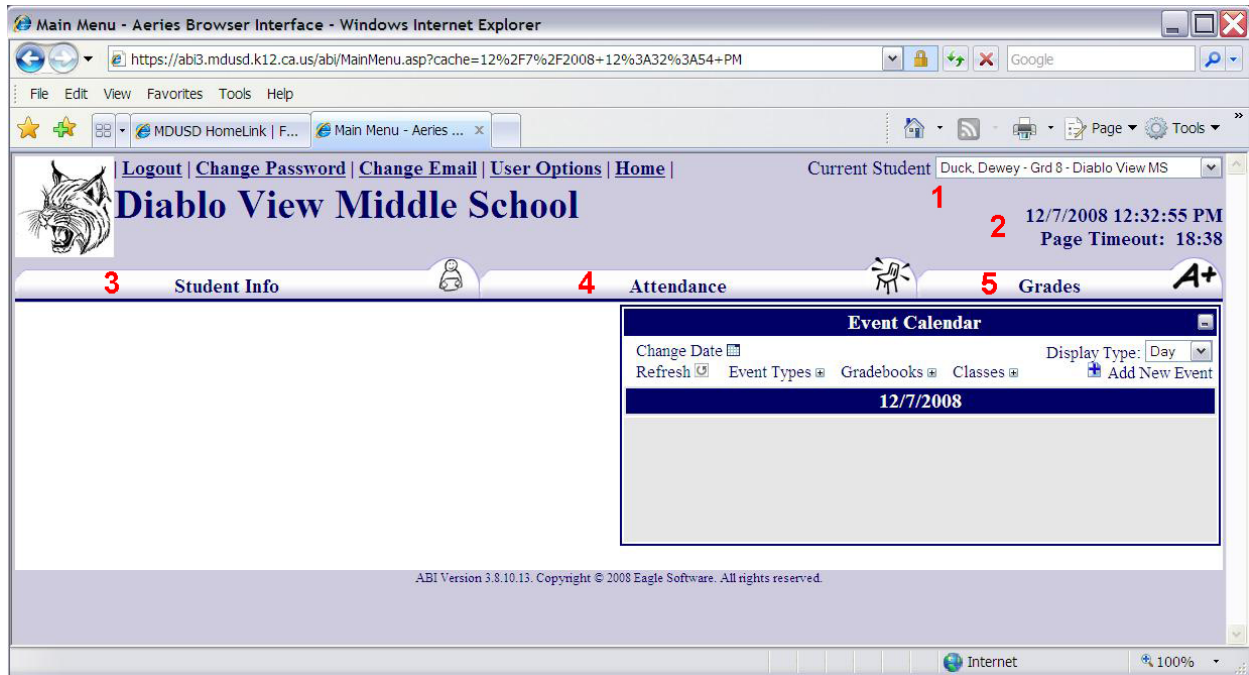 Main Menu - Aeries Browser Interface - Windows Internet Explorer
https://abi3.mdusd.k12.ca.us/abi/MainMenu.asp?cache=12%2F7%2F2008+12%3A32%3A54+PM Google
File Edit View Favorites Tools Help
MDUSD HomeLink | F... Main Menu - Aeries ... Page Tools »
| Logout | Change Password | Change Email | User Options | Home | Current Student Duck, Dewey - Grd 8 - Diablo View MS
1
Diablo View Middle School
2 12/7/2008 12:32:55 PM
Page Timeout: 18:38
3 Student Info 4 Attendance 5 Grades A+
Event Calendar
Change Date Display Type: Day
Refresh Event Types Gradebooks Classes Add New Event
12/7/2008
ABI Version 3.8.10.13. Copyright © 2008 Eagle Software. All rights reserved.
Internet 100%